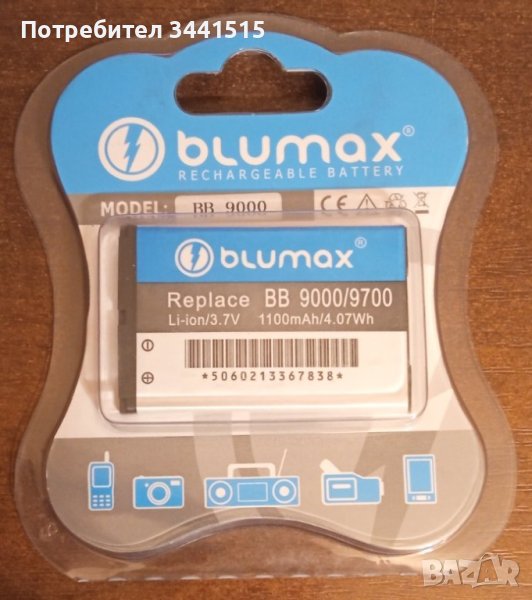 Потребител 3441515
BLUMAX®
RECHARGEABLE BATTERY
MODEL: BB 9000
BLUMAX®
Replace BB 9000/9700
Li-ion/3.7V 1100mAh/4.07Wh
*5060213367838*
BAZAR